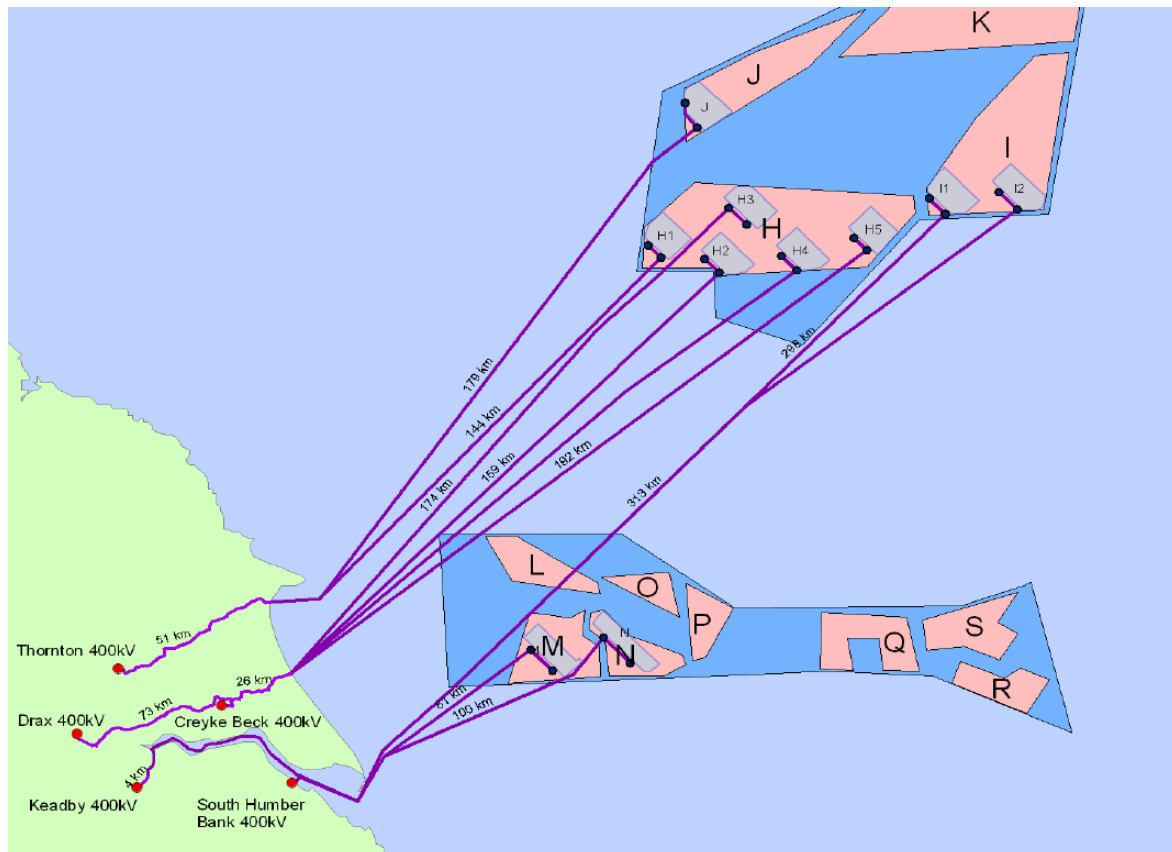 K
J
J
I
I1
I2
H3
H
H1
H5
H2
H4
298 km
179 km
144 km
159 km
182 km
174 km
313 km
L
O
P
N
M
N
Q
S
R
81 km
100 km
51 km
Thornton 400kV
26 km
73 km
Drax 400kV
Creyke Beck 400kV
4 km
Keadby 400kV
South Humber
Bank 400kV